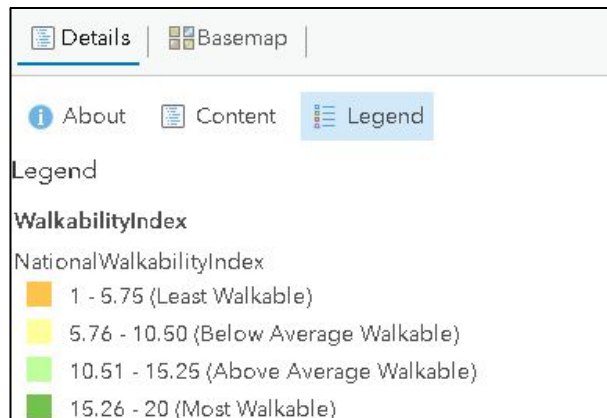 Details | Basemap |
About Content Legend
Legend
WalkabilityIndex
NationalWalkabilityIndex
1 - 5.75 (Least Walkable)
5.76 - 10.50 (Below Average Walkable)
10.51 - 15.25 (Above Average Walkable)
15.26 - 20 (Most Walkable)